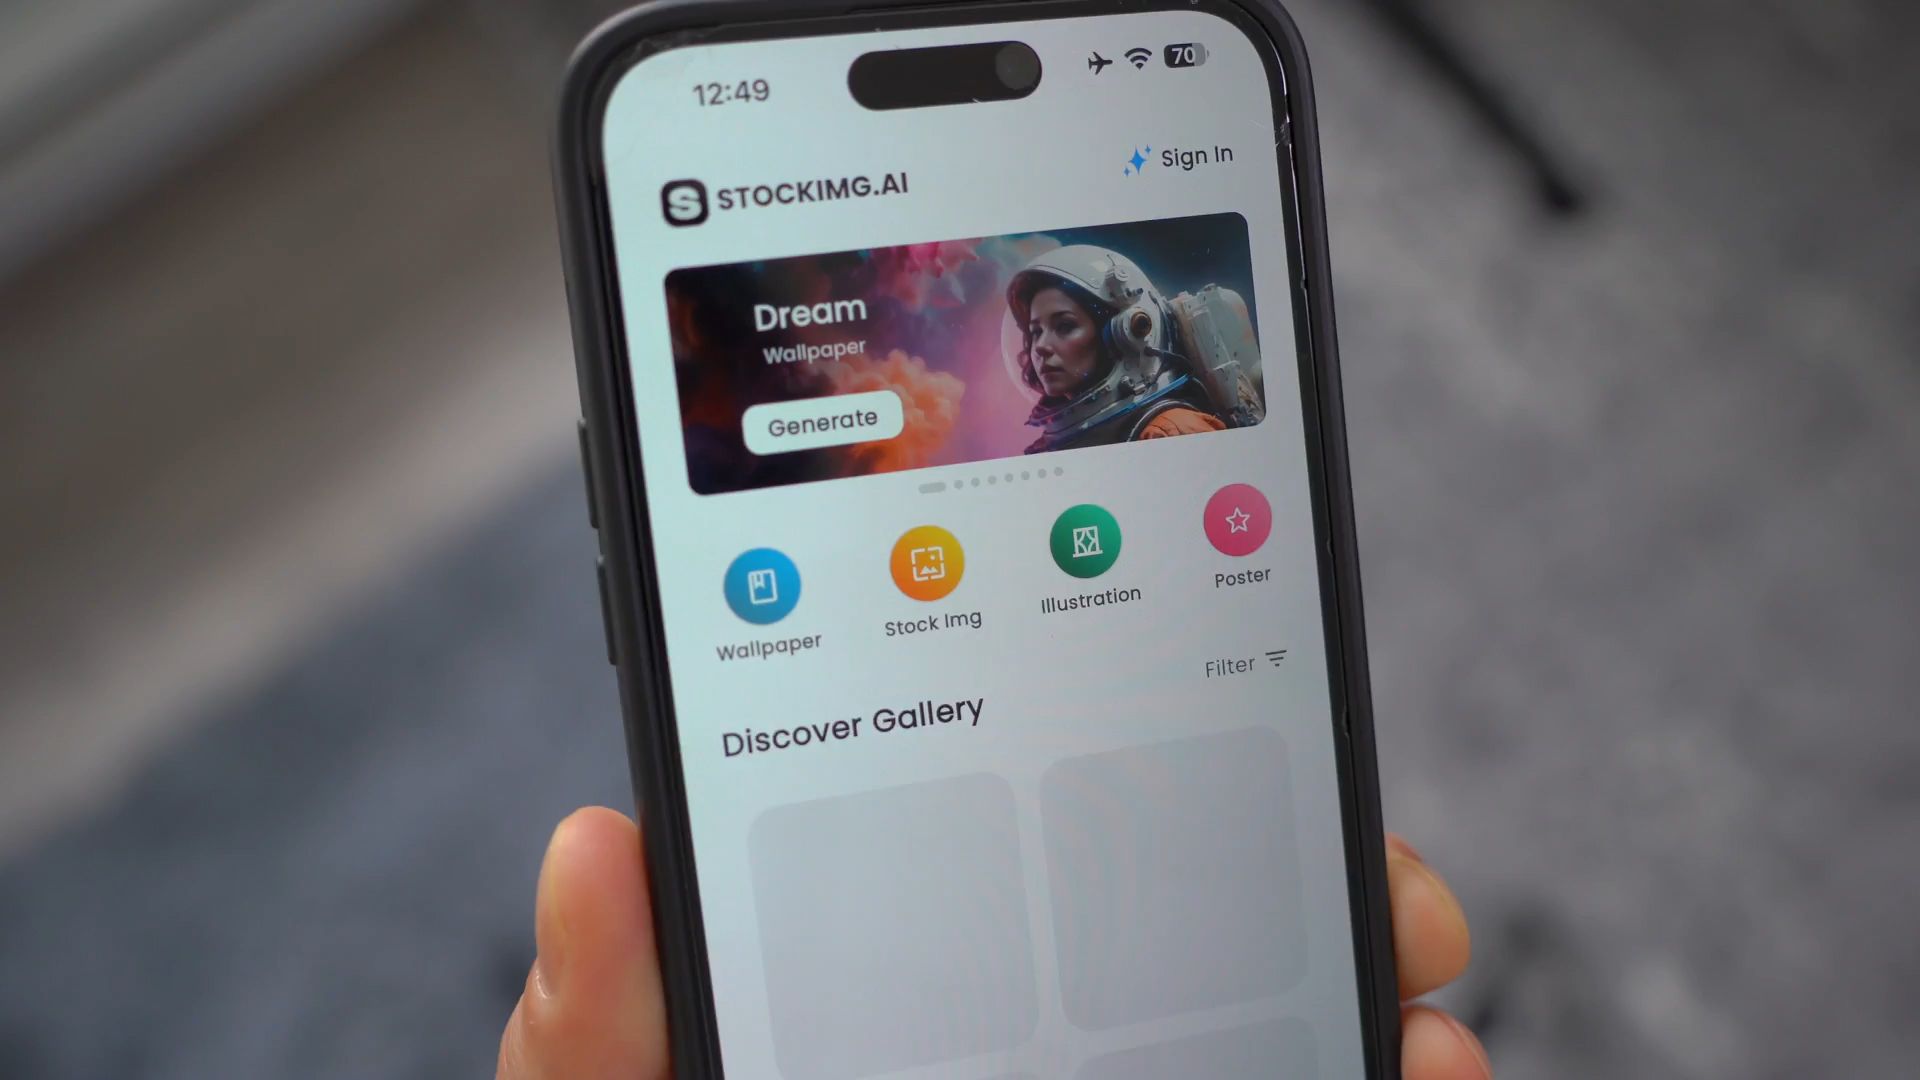 12:49
70
STOCKIMG.AI
Sign In
Dream
Wallpaper
Generate
Wallpaper
Stock Img
Illustration
Poster
Filter
Discover Gallery